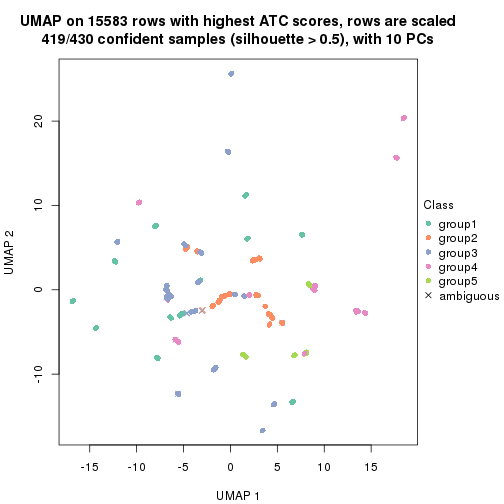 UMAP on 15583 rows with highest ATC scores, rows are scaled
419/430 confident samples (silhouette > 0.5), with 10 PCs
20
10
0
-10
UMAP 2
-15
-10
-5
0
5
10
15
UMAP 1
Class
group1
group2
group3
group4
group5
ambiguous